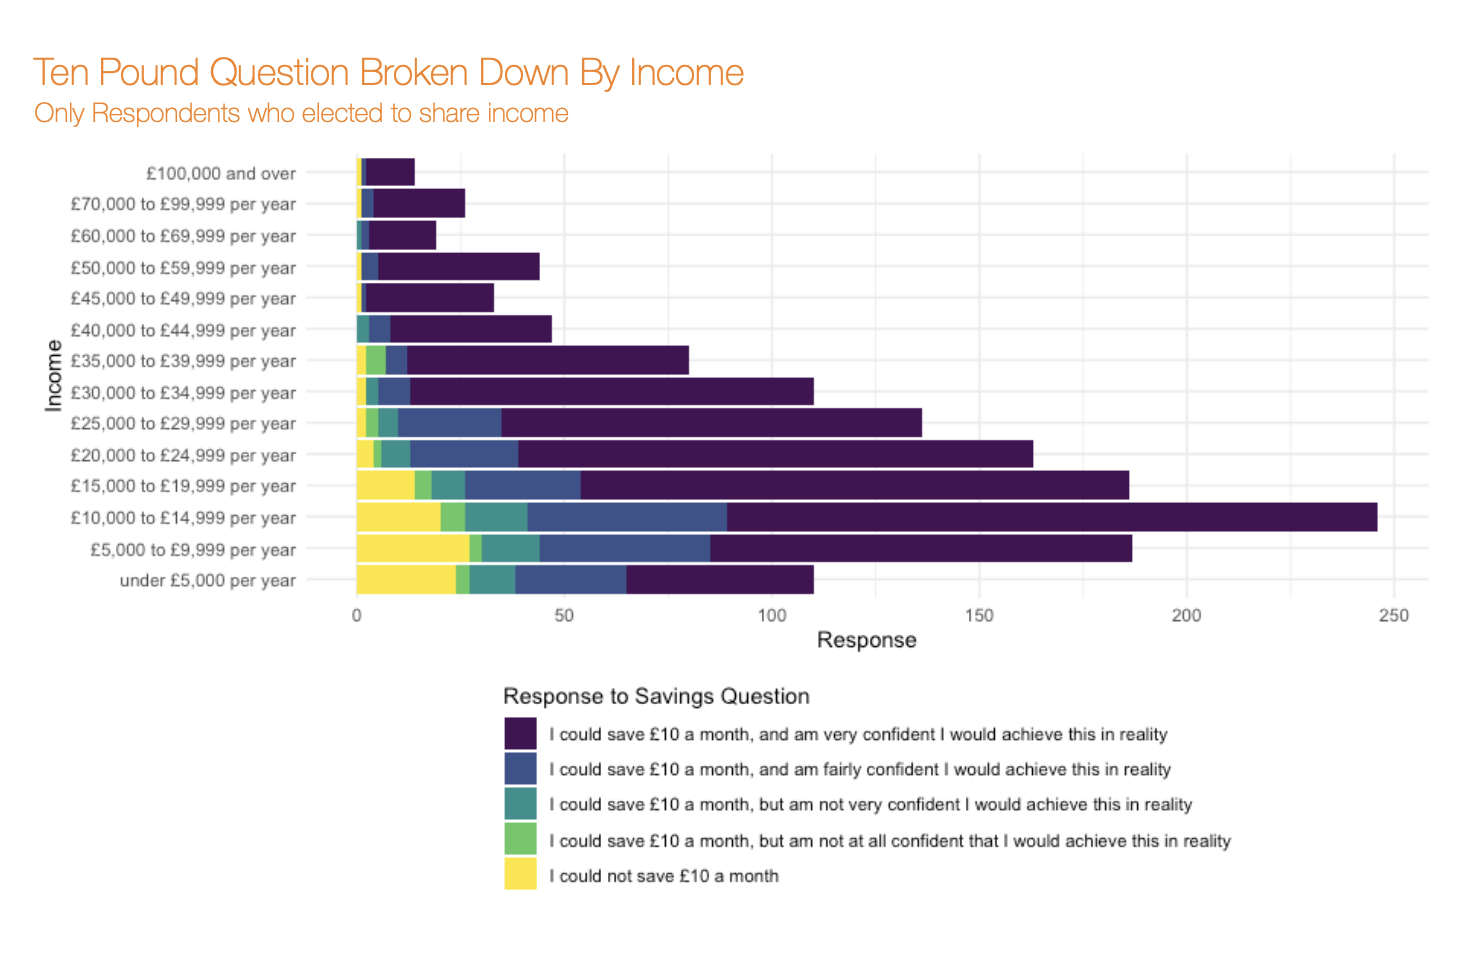 Ten Pound Question Broken Down By Income
Only Respondents who elected to share income
£100,000 and over
£70,000 to £99,999 per year
£60,000 to £69,999 per year
£50,000 to £59,999 per year
£45,000 to £49,999 per year
£40,000 to £44,999 per year
£35,000 to £39,999 per year
£30,000 to £34,999 per year
£25,000 to £29,999 per year
£20,000 to £24,999 per year
£15,000 to £19,999 per year
£10,000 to £14,999 per year
£5,000 to £9,999 per year
under £5,000 per year
Income
0 50 100 150 200 250
Response
Response to Savings Question
I could save £10 a month, and am very confident I would achieve this in reality
I could save £10 a month, and am fairly confident I would achieve this in reality
I could save £10 a month, but am not very confident I would achieve this in reality
I could save £10 a month, but am not at all confident that I would achieve this in reality
I could not save £10 a month